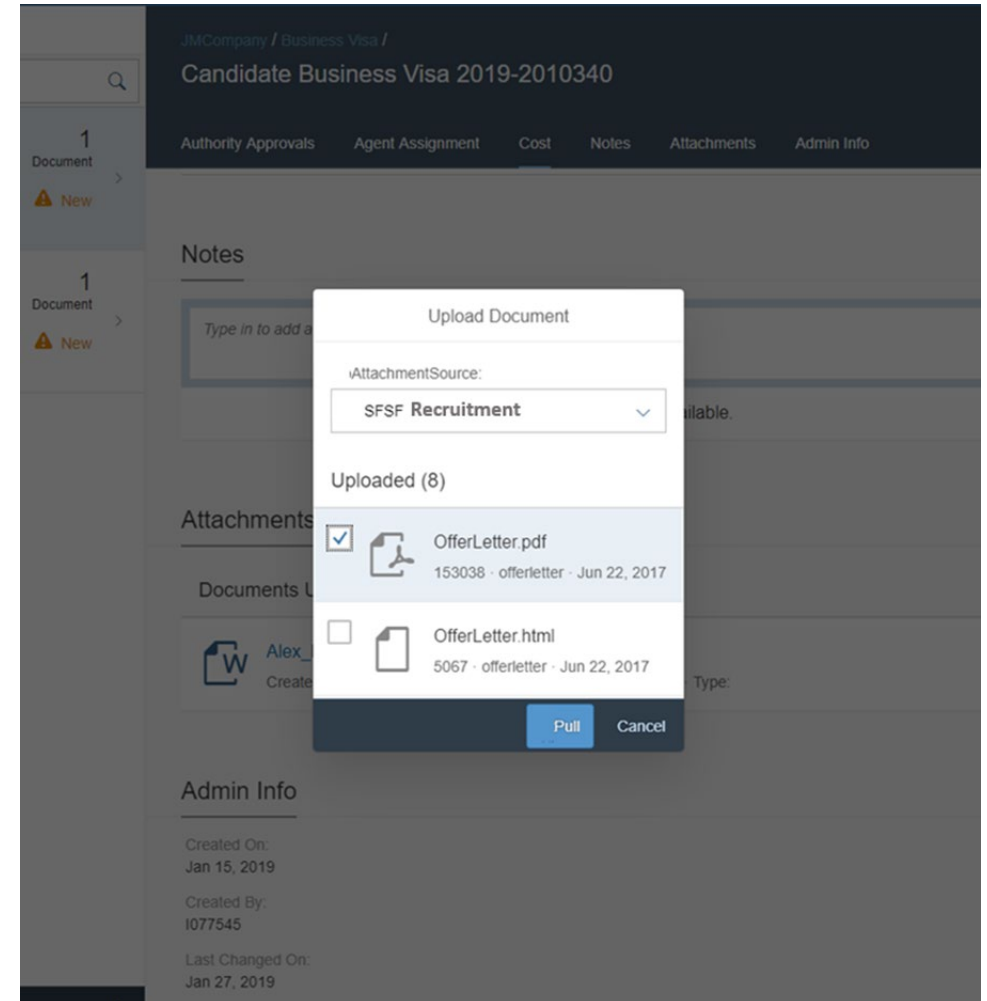 JMCompany / Business Visa /
Candidate Business Visa 2019-2010340
Authority Approvals Agent Assignment Cost Notes Attachments Admin Info
1
Document
New
1
Document
New
Notes
Type in to add a
ilable.
Upload Document
AttachmentSource:
SFSF Recruitment
Uploaded (8)
OfferLetter.pdf
153038 · offerletter · Jun 22, 2017
OfferLetter.html
5067 · offerletter · Jun 22, 2017
Pull Cancel
Attachments
Documents U
Alex_
Create
Type:
Admin Info
Created On:
Jan 15, 2019
Created By:
I077545
Last Changed On:
Jan 27, 2019